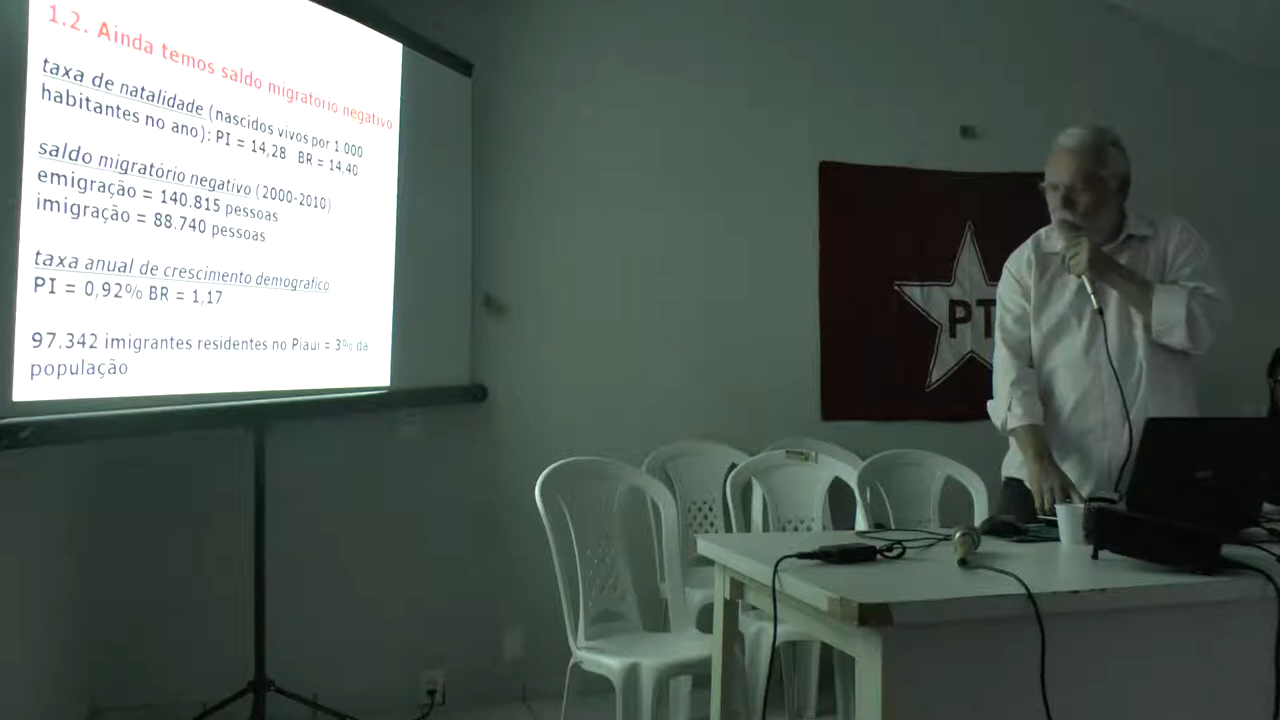 1.2. Ainda temos saldo migratório negativo
taxa de natalidade (nascidos vivos por 1.000
habitantes no ano): PI = 14,28 BR = 14,40
saldo migratório negativo (2000-2010)
emigração = 140.815 pessoas
imigração = 88.740 pessoas
taxa anual de crescimento demografico
PI = 0,92% BR = 1,17
97.342 imigrantes residentes no Piauí = 3% da
população
PT